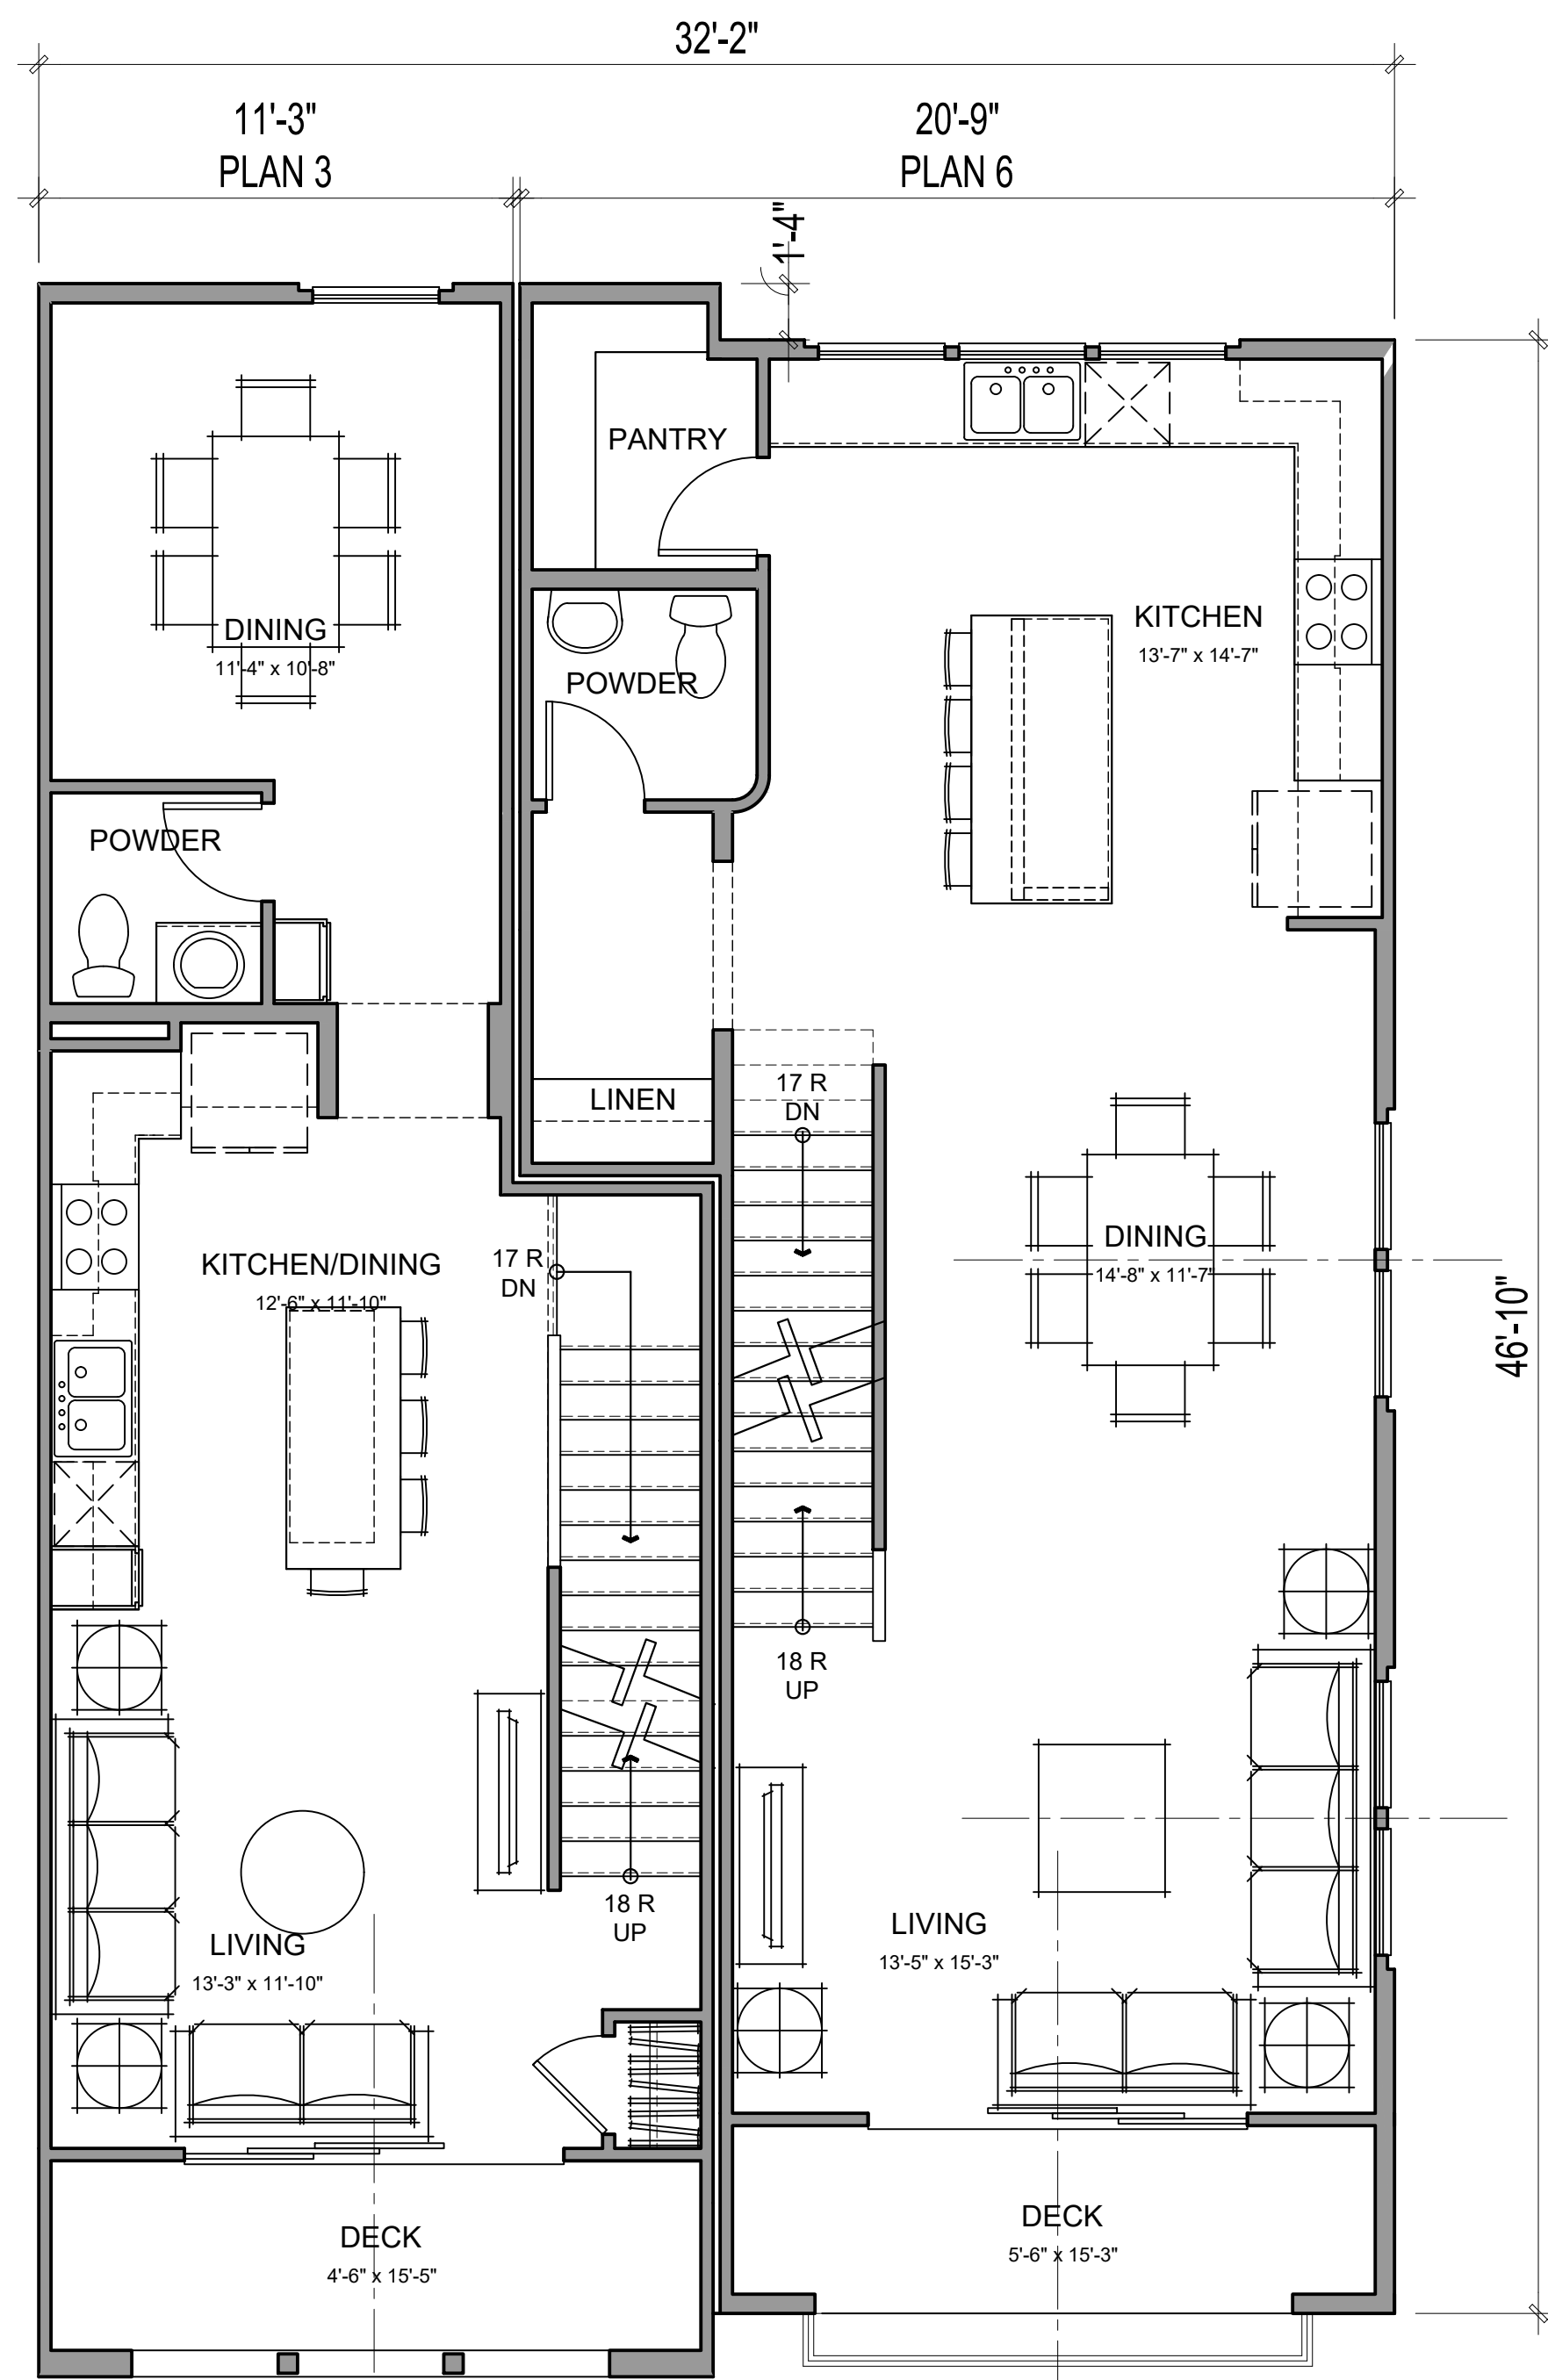 32'-2"
11'-3"
PLAN 3
20'-9"
PLAN 6
1'-4"
PANTRY
KITCHEN
13'-7" x 14'-7"
DINING
11'-4" x 10'-8"
POWDER
POWDER
LINEN
17 R
DN
DINING
14'-8" x 11'-7"
46'-10"
KITCHEN/DINING
12'-6" x 11'-10"
17 R
DN
18 R
UP
18 R
UP
LIVING
13'-5" x 15'-3"
LIVING
13'-3" x 11'-10"
DECK
5'-6" x 15'-3"
DECK
4'-6" x 15'-5"